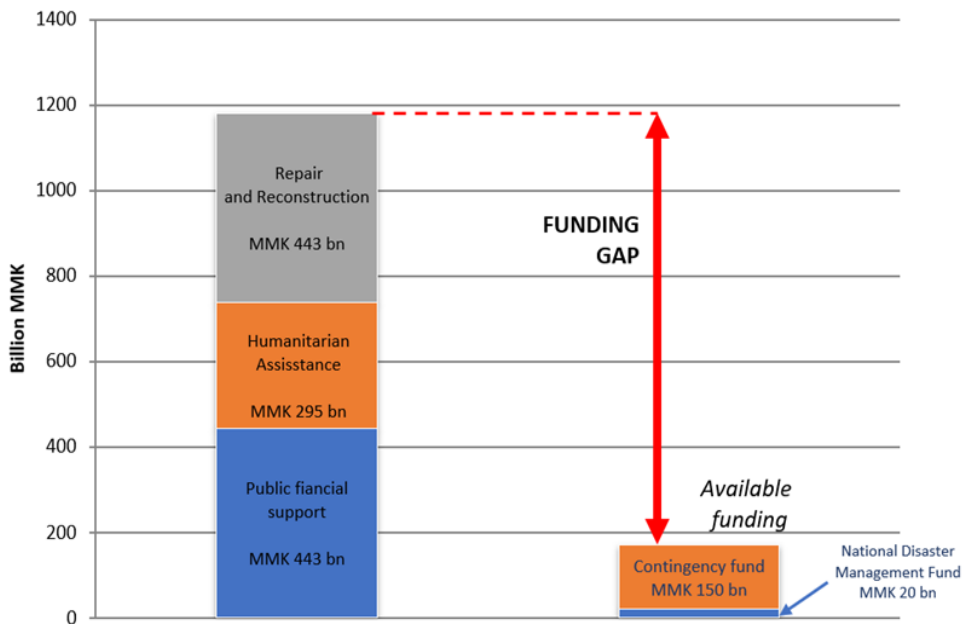 1400
1200
1000
800
600
400
200
0
Billion MMK
Repair
and Reconstruction
MMK 443 bn
Humanitarian
Assisstance
MMK 295 bn
Public fiancial
support
MMK 443 bn
FUNDING
GAP
Available
funding
Contingency fund
MMK 150 bn
National Disaster
Management Fund
MMK 20 bn